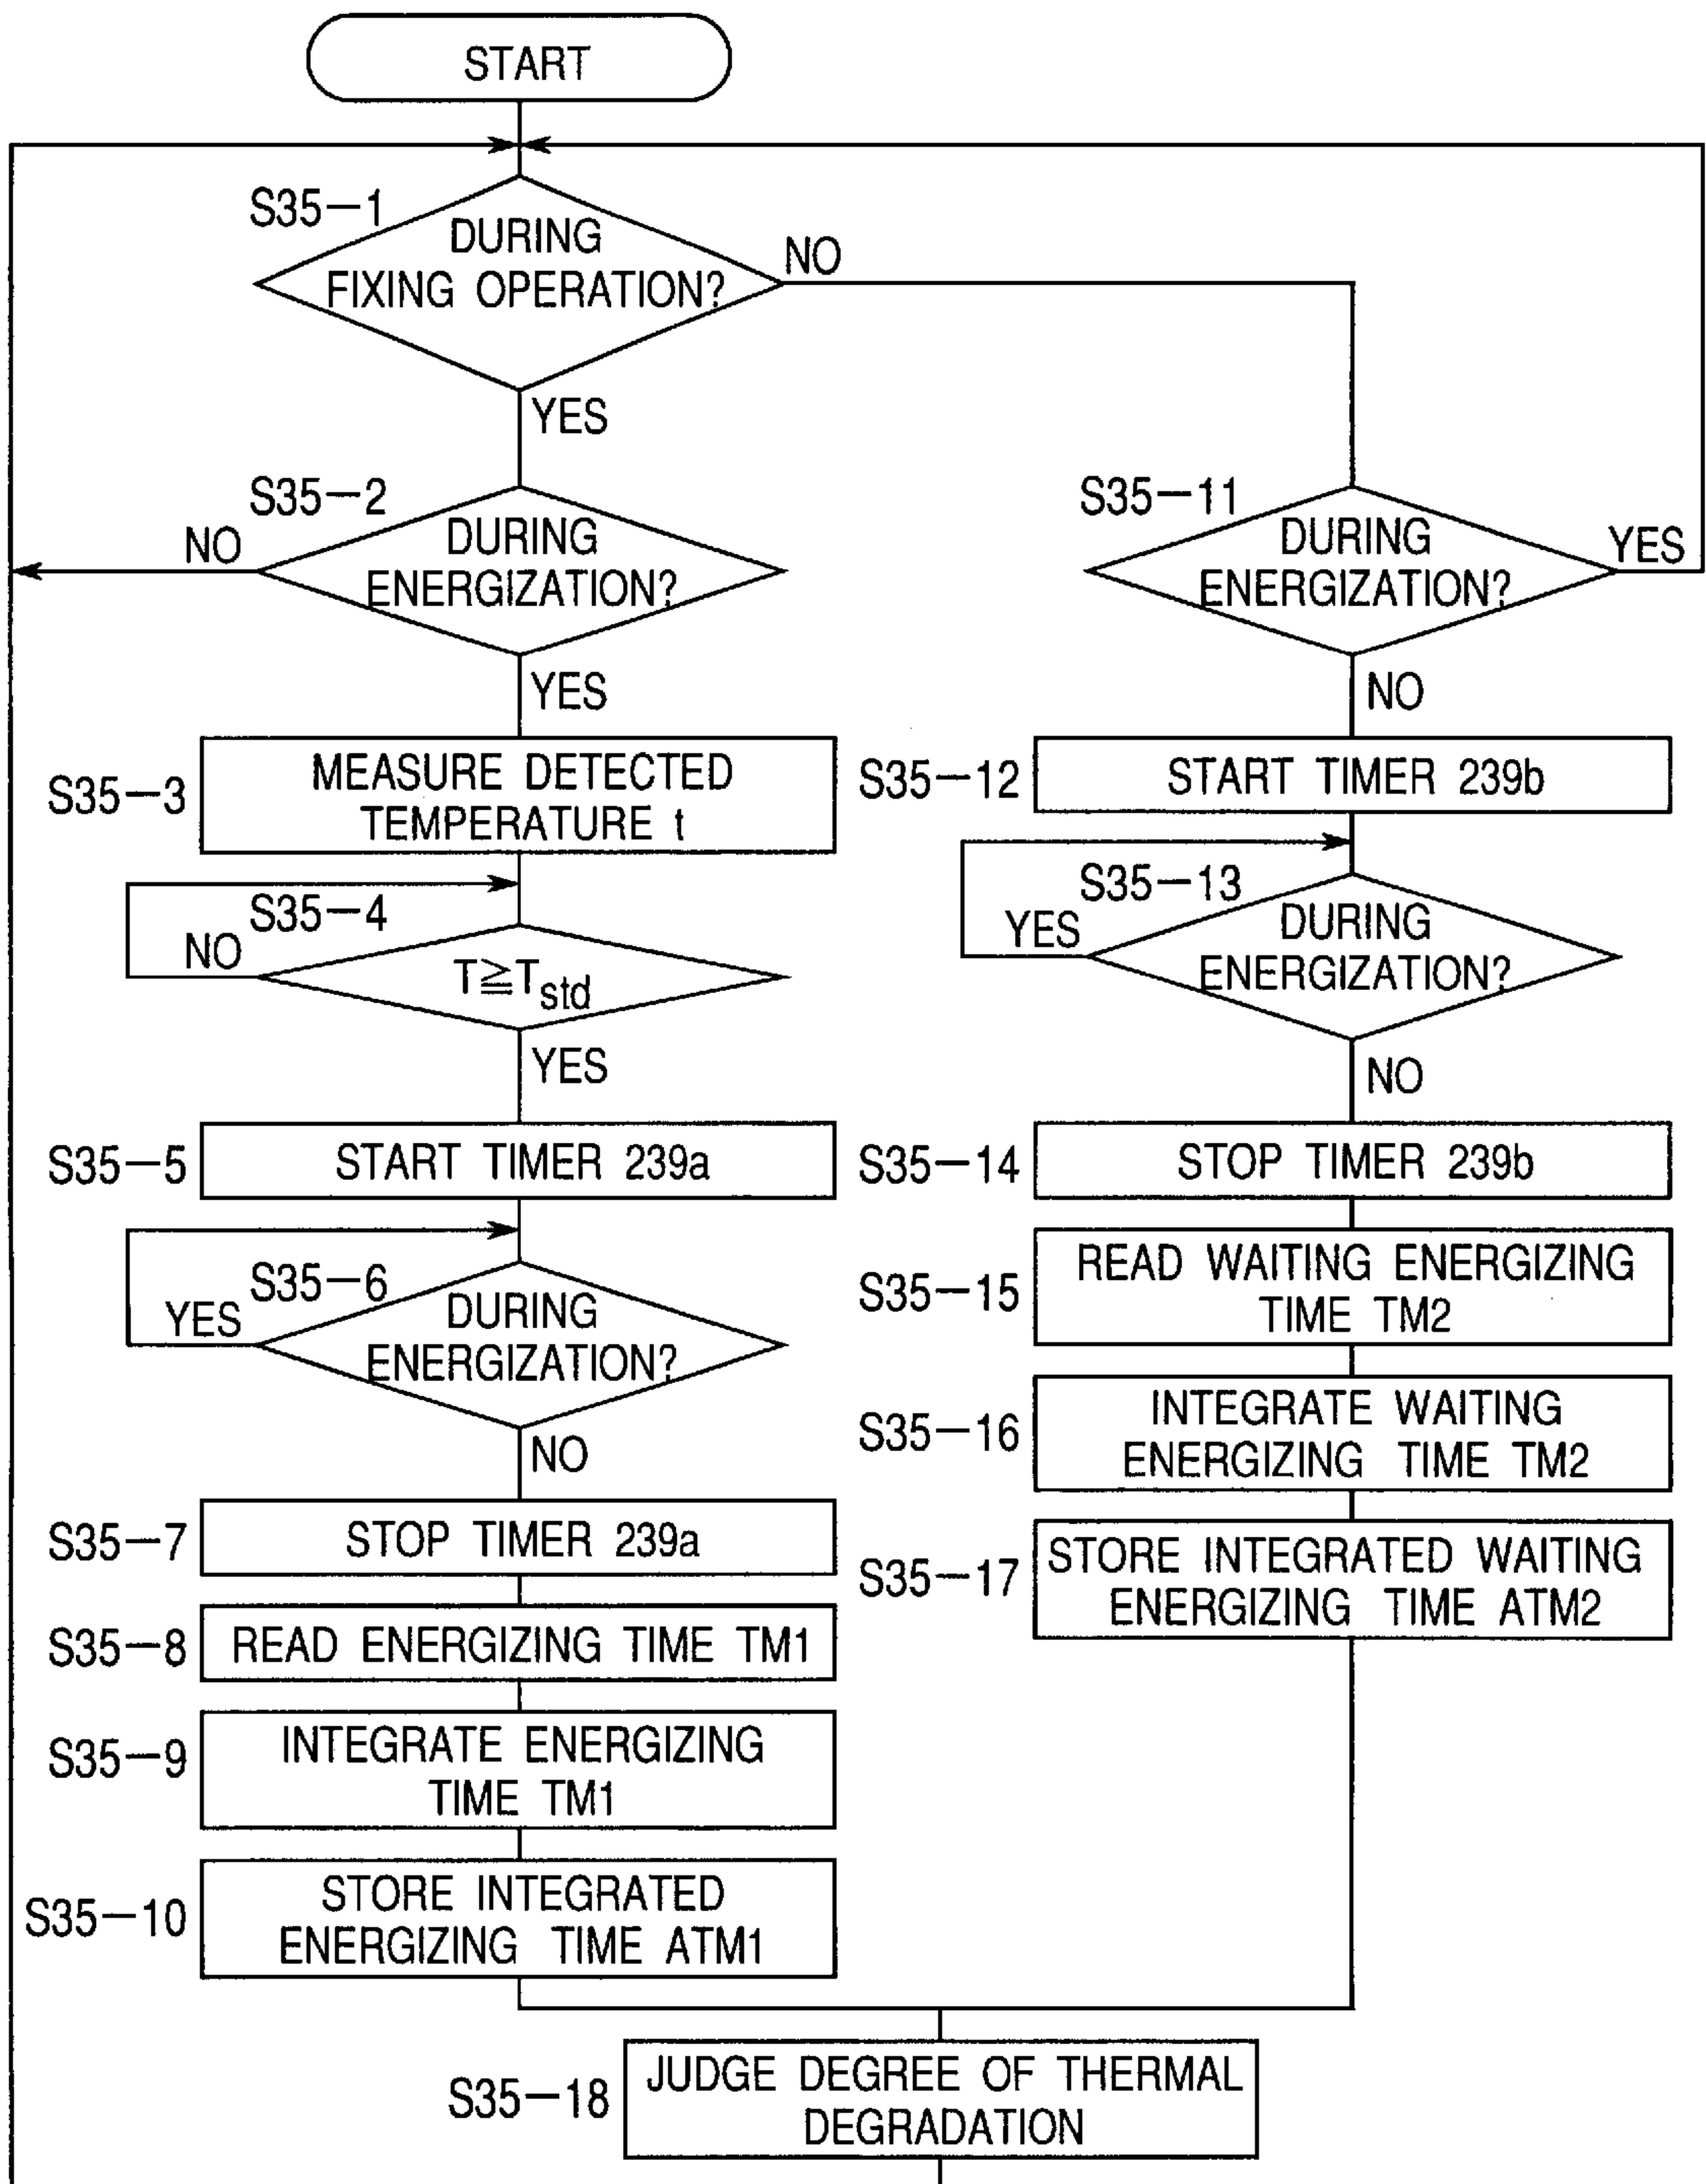 START
S35-1
DURING
FIXING OPERATION?
NO
YES
S35-2
DURING
ENERGIZATION?
NO
YES
S35-3
MEASURE DETECTED
TEMPERATURE t
S35-4
T≧Tstd
NO
YES
S35-5
START TIMER 239a
S35-6
DURING
ENERGIZATION?
YES
NO
S35-7
STOP TIMER 239a
S35-8
READ ENERGIZING TIME TM1
S35-9
INTEGRATE ENERGIZING
TIME TM1
S35-10
STORE INTEGRATED
ENERGIZING TIME ATM1
S35-11
DURING
ENERGIZATION?
YES
NO
S35-12
START TIMER 239b
S35-13
DURING
ENERGIZATION?
YES
NO
S35-14
STOP TIMER 239b
S35-15
READ WAITING ENERGIZING
TIME TM2
S35-16
INTEGRATE WAITING
ENERGIZING TIME TM2
S35-17
STORE INTEGRATED WAITING
ENERGIZING TIME ATM2
S35-18
JUDGE DEGREE OF THERMAL
DEGRADATION